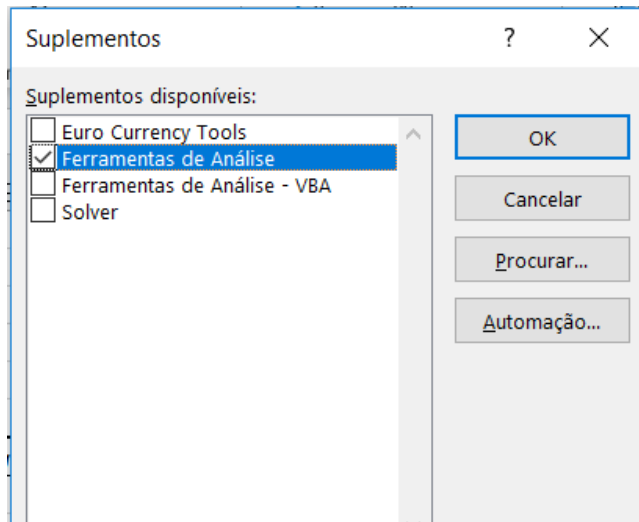 Suplementos ?
Suplementos disponíveis:
Euro Currency Tools
Ferramentas de Análise
Ferramentas de Análise - VBA
Solver
OK
Cancelar
Procurar...
Automação...